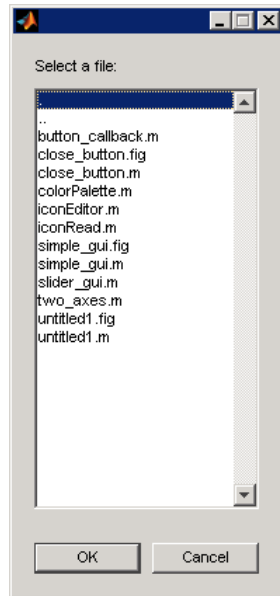 Select a file:
.
..
button_callback.m
close_button.fig
close_button.m
colorPalette.m
iconEditor.m
iconRead.m
simple_gui.fig
simple_gui.m
slider_gui.m
two_axes.m
untitled1.fig
untitled1.m
OK
Cancel